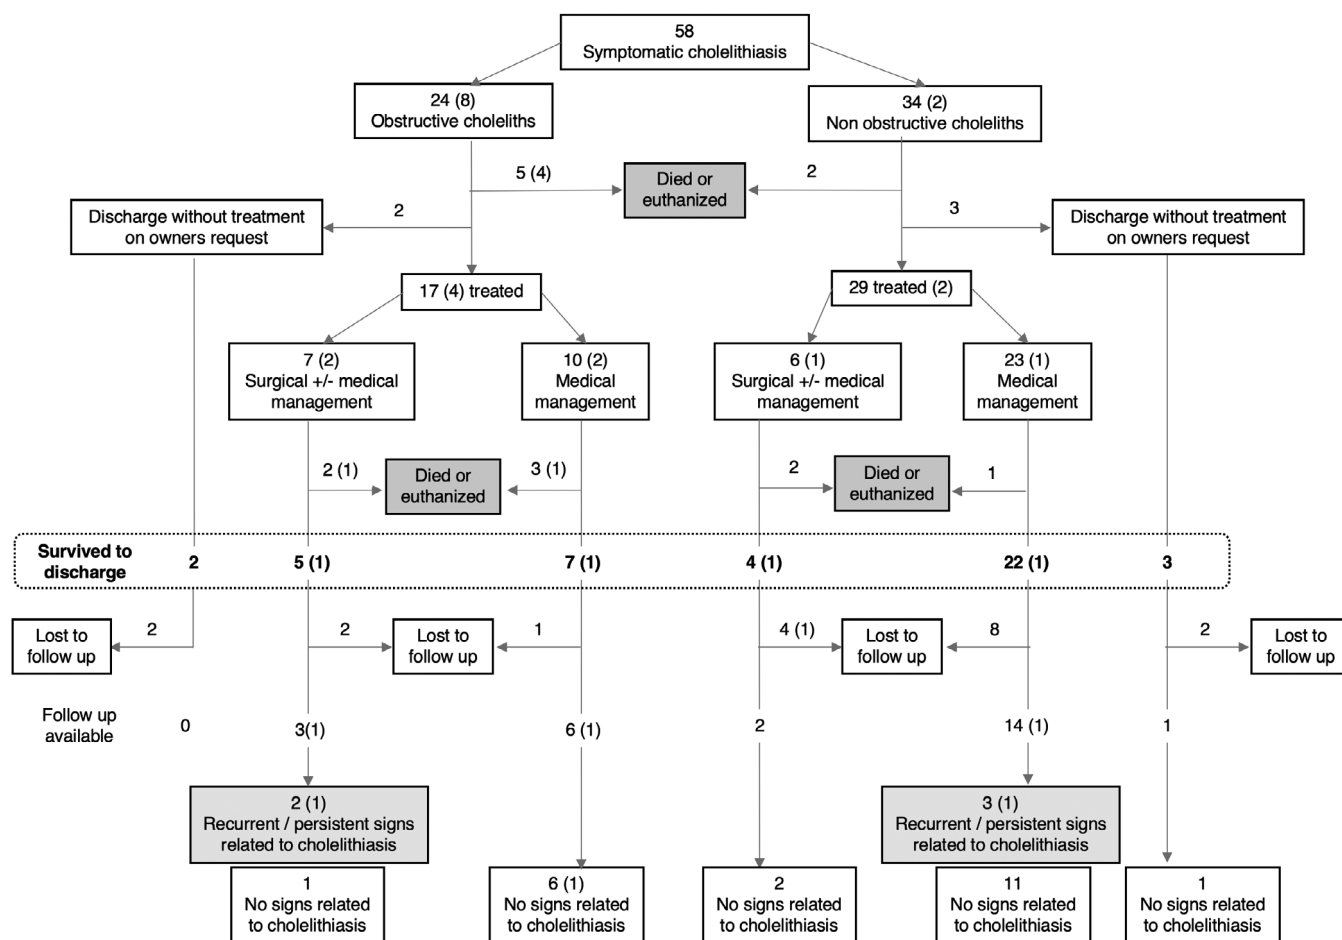 58
Symptomatic cholelithiasis
24 (8)
Obstructive choleliths
34 (2)
Non obstructive choleliths
5 (4)
Died or
euthanized
2
Discharge without treatment
on owners request
2
3
Discharge without treatment
on owners request
17 (4) treated
29 treated (2)
7 (2)
Surgical +/- medical
management
10 (2)
Medical
management
6 (1)
Surgical +/- medical
management
23 (1)
Medical
management
2 (1)
Died or
euthanized
3 (1)
2
Died or
euthanized
1
Survived to
discharge
2
5 (1)
7 (1)
4 (1)
22 (1)
3
Lost to
follow up
2
2
Lost to
follow up
1
4 (1)
Lost to
follow up
8
2
Lost to
follow up
Follow up
available
0
3(1)
6 (1)
2
14 (1)
1
2 (1)
Recurrent / persistent signs
related to cholelithiasis
3 (1)
Recurrent / persistent signs
related to cholelithiasis
1
No signs related
to cholelithiasis
6 (1)
No signs related
to cholelithiasis
2
No signs related
to cholelithiasis
11
No signs related
to cholelithiasis
1
No signs related
to cholelithiasis